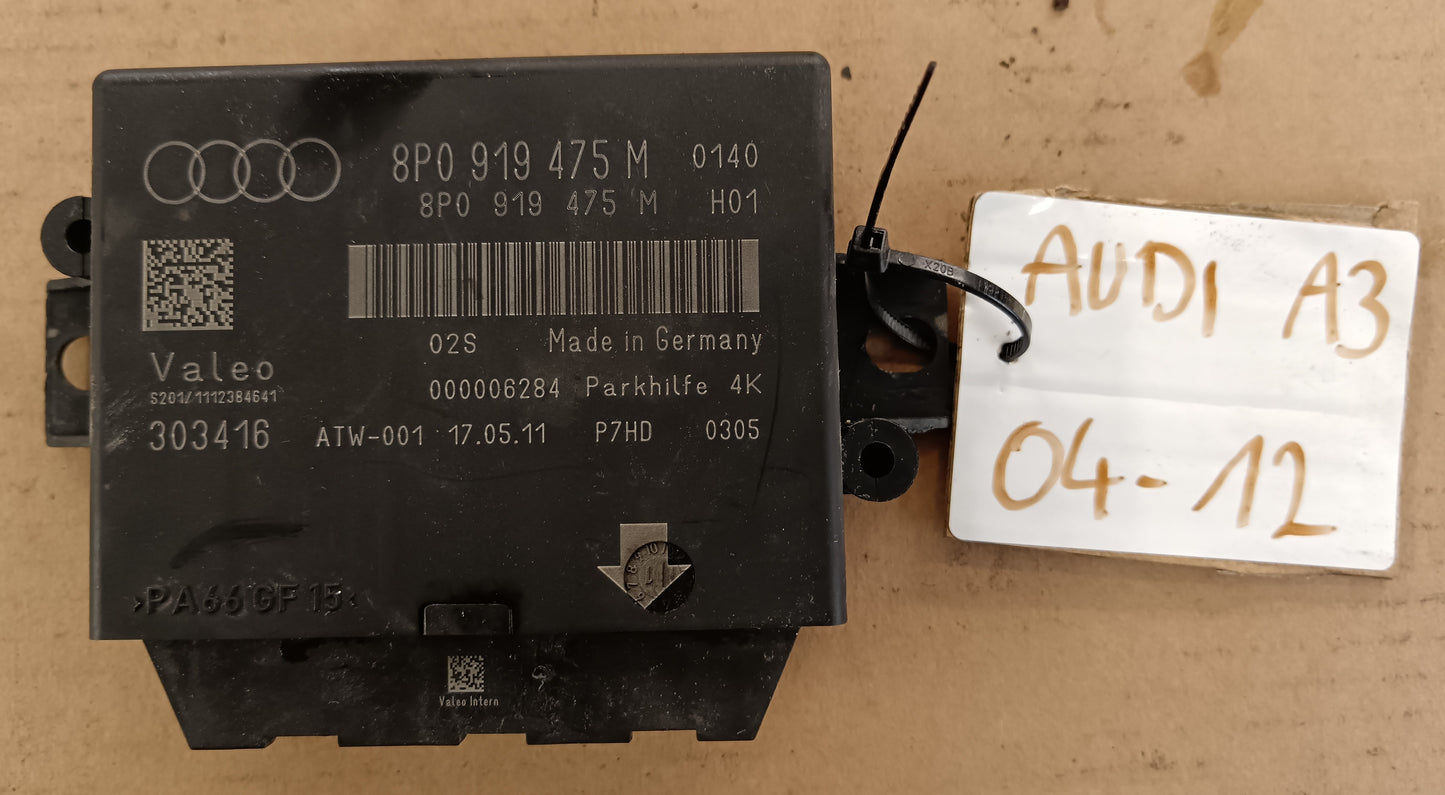 8P0 919 475 M 0140
8P0 919 475 M H01
02S Made in Germany
Valeo
S201/1112384641
000006284 Parkhilfe 4K
303416 ATW-001 17.05.11 P7HD 0305
>PA66GF15<
Valeo Intern
X20B
AUDI A3
04-12